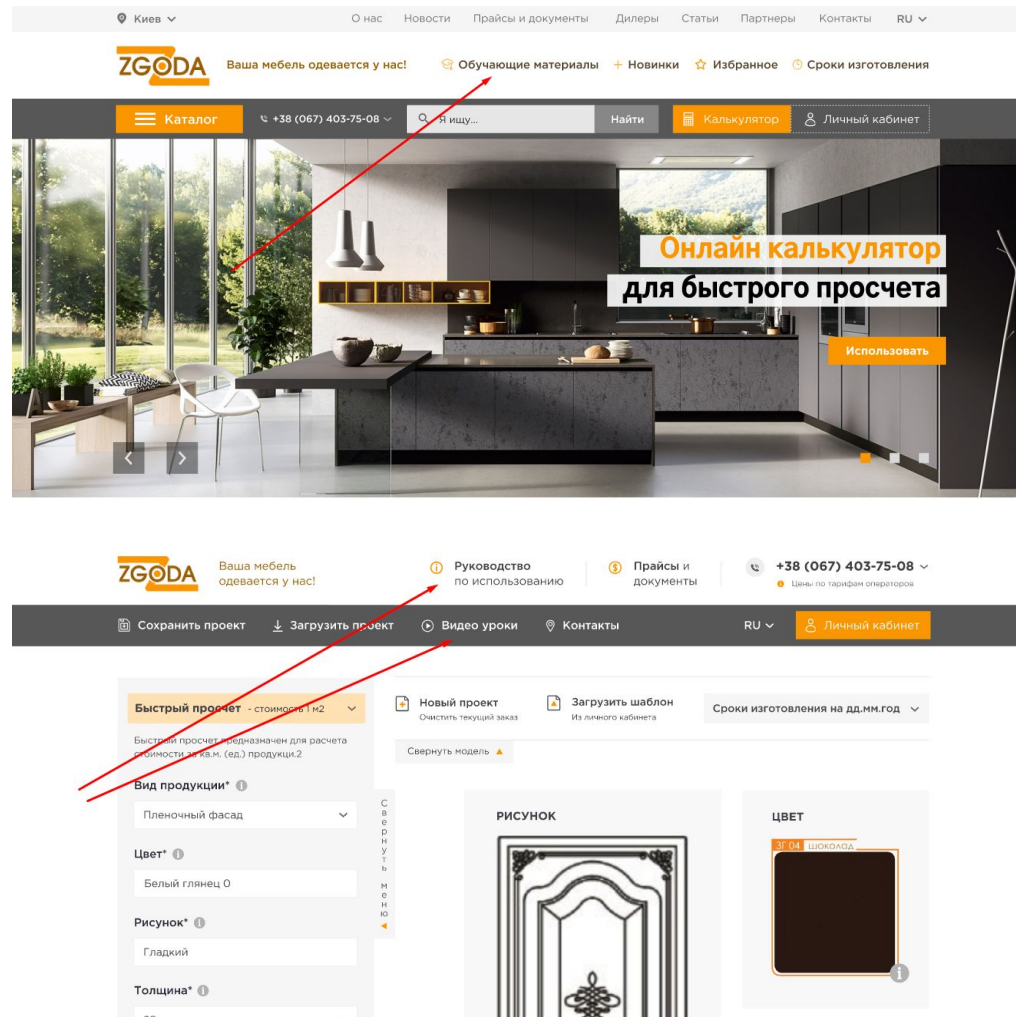 Киев
О нас Новости Прайсы и документы Дилеры Статьи Партнеры Контакты RU
ZGODA
Ваша мебель одевается у нас!
Обучающие материалы + Новинки Избранное Сроки изготовления
Каталог
+38 (067) 403-75-08
Я ищу...
Найти
Калькулятор
Личный кабинет
Онлайн калькулятор
для быстрого просчета
Использовать
ZGODA
Ваша мебель
одевается у нас!
Руководство
по использованию
Прайсы и
документы
+38 (067) 403-75-08
Цены по тарифам операторов
Сохранить проект
Загрузить проект
Видео уроки
Контакты
RU
Личный кабинет
Быстрый просчет - стоимость 1 м2
Быстрый просчет предназначен для расчета
стоимости за кв.м. (ед.) продукци.2
Вид продукции*
Пленочный фасад
Цвет*
Белый глянец 0
Рисунок*
Гладкий
Толщина*
Свернуть меню
Новый проект
Очистить текущий заказ
Загрузить шаблон
Из личного кабинета
Сроки изготовления на дд.мм.год
Свернуть модель
РИСУНОК
ЦВЕТ
ЗГ 04 ШОКОЛАД